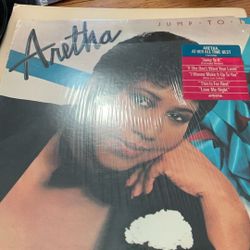 JUMP·TO·
Aretha
ARETHA
AT HER ALL TIME BEST
"Jump To It"
"If She Don't Want Your Lovin'"
"I Wanna Make It Up To You"
"This Is For Real"
"Love Me Right"